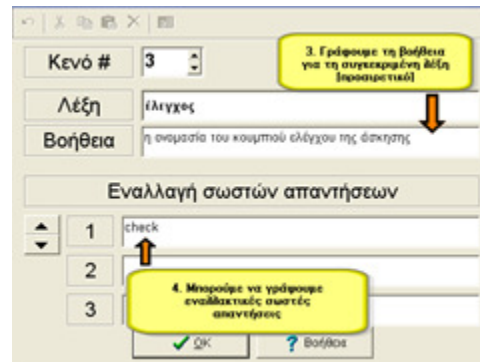 Κενό # 3
3. Γράφουμε τη βοήθεια
για τη συγκεκριμένη λέξη
[προαιρετικό]
Λέξη έλεγχος
Βοήθεια η ονομασία του κουμπιού ελέγχου της άσκησης
Εναλλαγή σωστών απαντήσεων
1 check
2
3
4. Μπορούμε να γράφουμε
εναλλακτικές σωστές
απαντήσεις
OK
? Βοήθεια